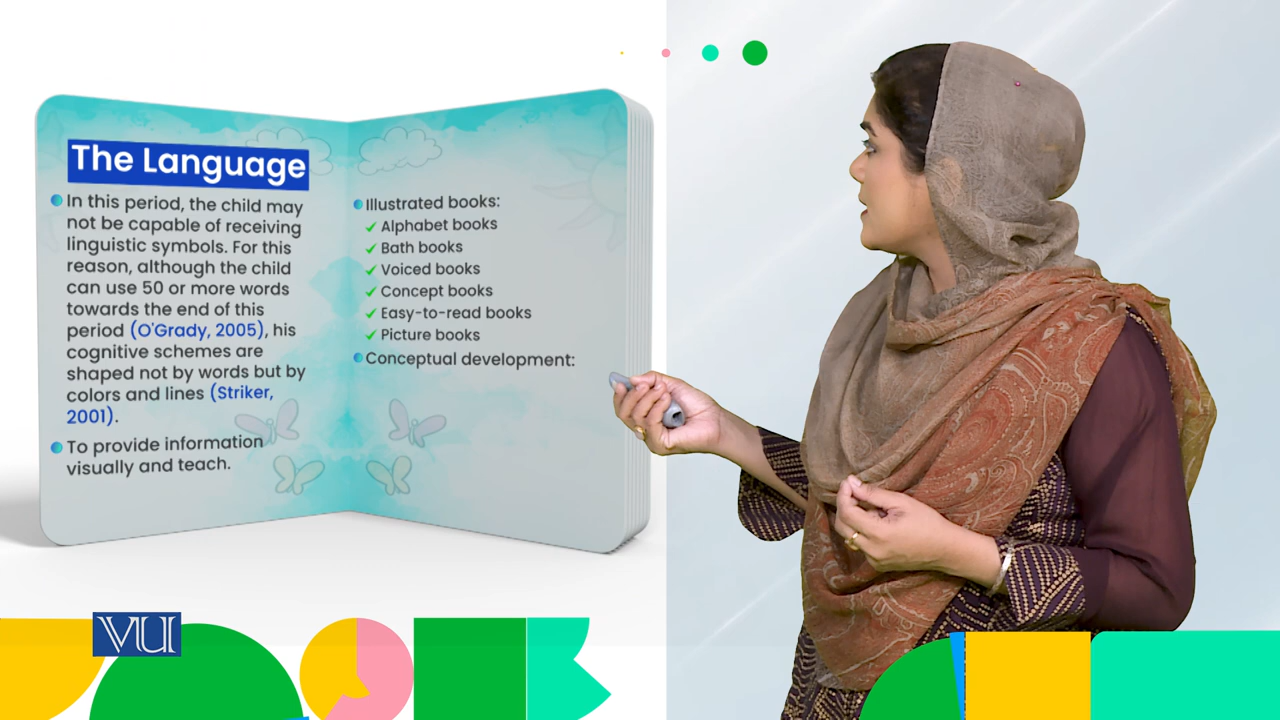 The Language
In this period, the child may
not be capable of receiving
linguistic symbols. For this
reason, although the child
can use 50 or more words
towards the end of this
period (O'Grady, 2005), his
cognitive schemes are
shaped not by words but by
colors and lines (Striker,
2001).
To provide information
visually and teach.
Illustrated books:
Alphabet books
Bath books
Voiced books
Concept books
Easy-to-read books
Picture books
Conceptual development:
VU